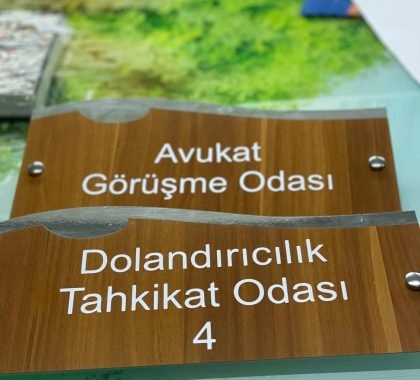 Avukat
Görüşme Odası
Dolandırıcılık
Tahkikat Odası
4